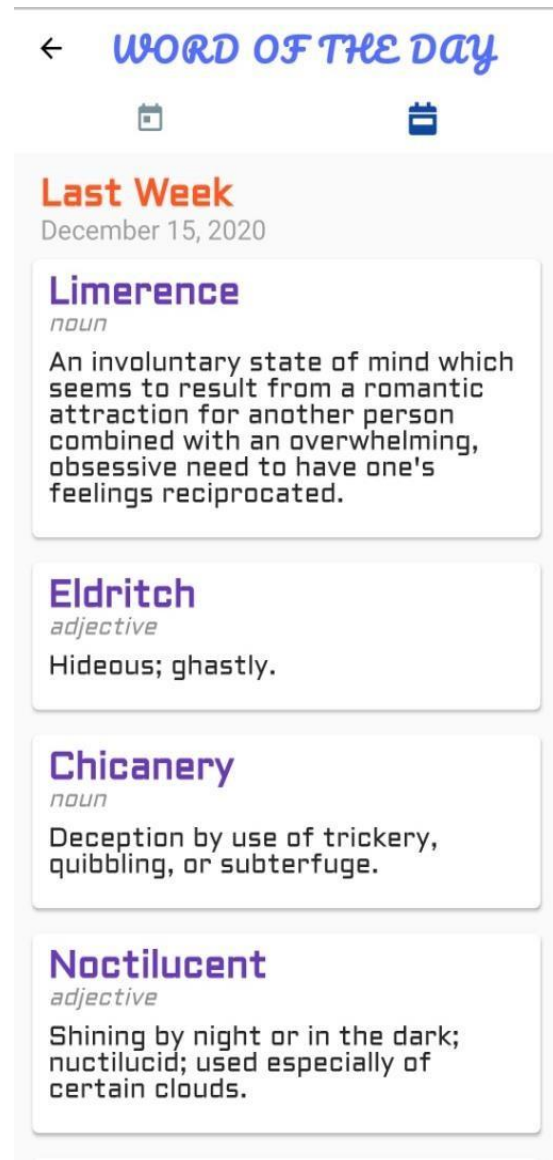 WORD OF THE DAY
Last Week
December 15, 2020
Limerence
noun
An involuntary state of mind which
seems to result from a romantic
attraction for another person
combined with an overwhelming,
obsessive need to have one's
feelings reciprocated.
Eldritch
adjective
Hideous; ghastly.
Chicanery
noun
Deception by use of trickery,
quibbling, or subterfuge.
Noctilucent
adjective
Shining by night or in the dark;
nuctilucid; used especially of
certain clouds.